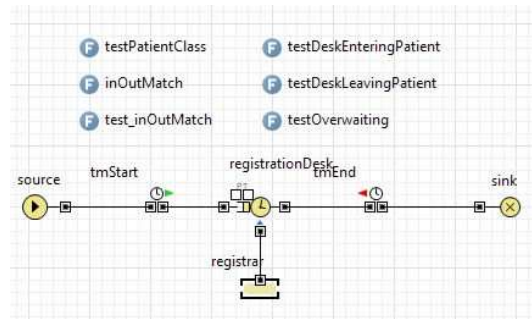 F testPatientClass
F testDeskEnteringPatient
F inOutMatch
F testDeskLeavingPatient
F test_inOutMatch
F testOverwaiting
source
tmStart
registrationDesk
tmEnd
sink
registrar